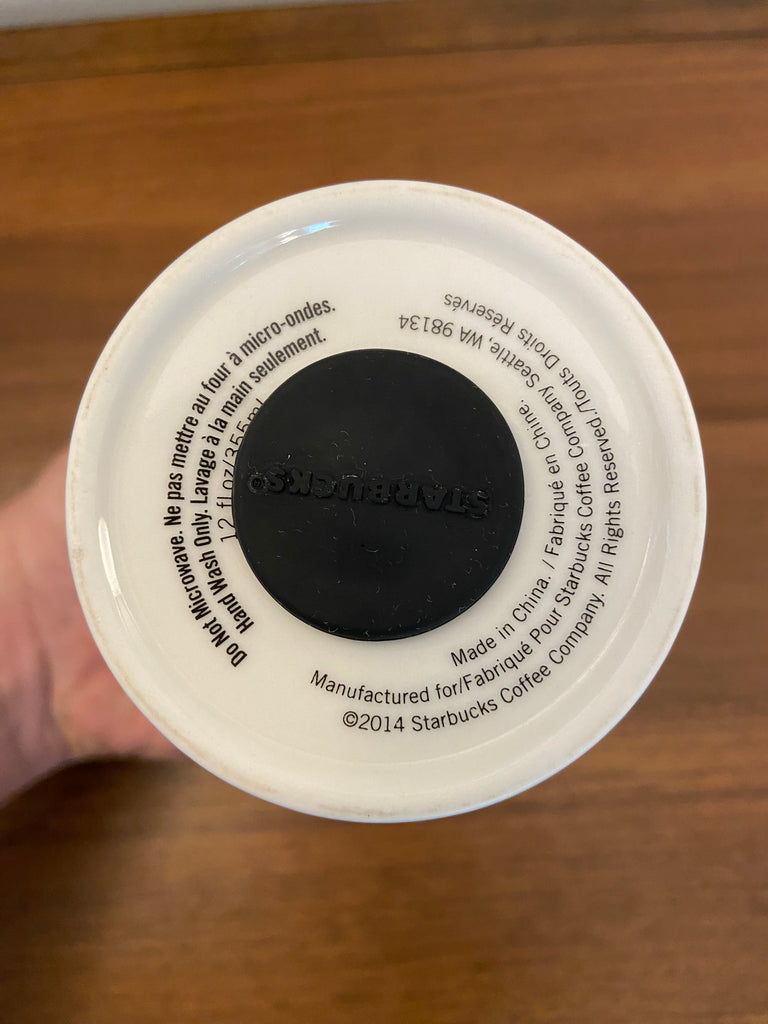 Do Not Microwave. Ne pas mettre au four à micro-ondes.
Hand Wash Only. Lavage à la main seulement.
12 fl oz/355ml
STARBUCKS®
Made in China. / Fabriqué en Chine.
Manufactured for/Fabriqué Pour Starbucks Coffee Company Seattle, WA 98134
©2014 Starbucks Coffee Company. All Rights Reserved./Touts Droits Réservés